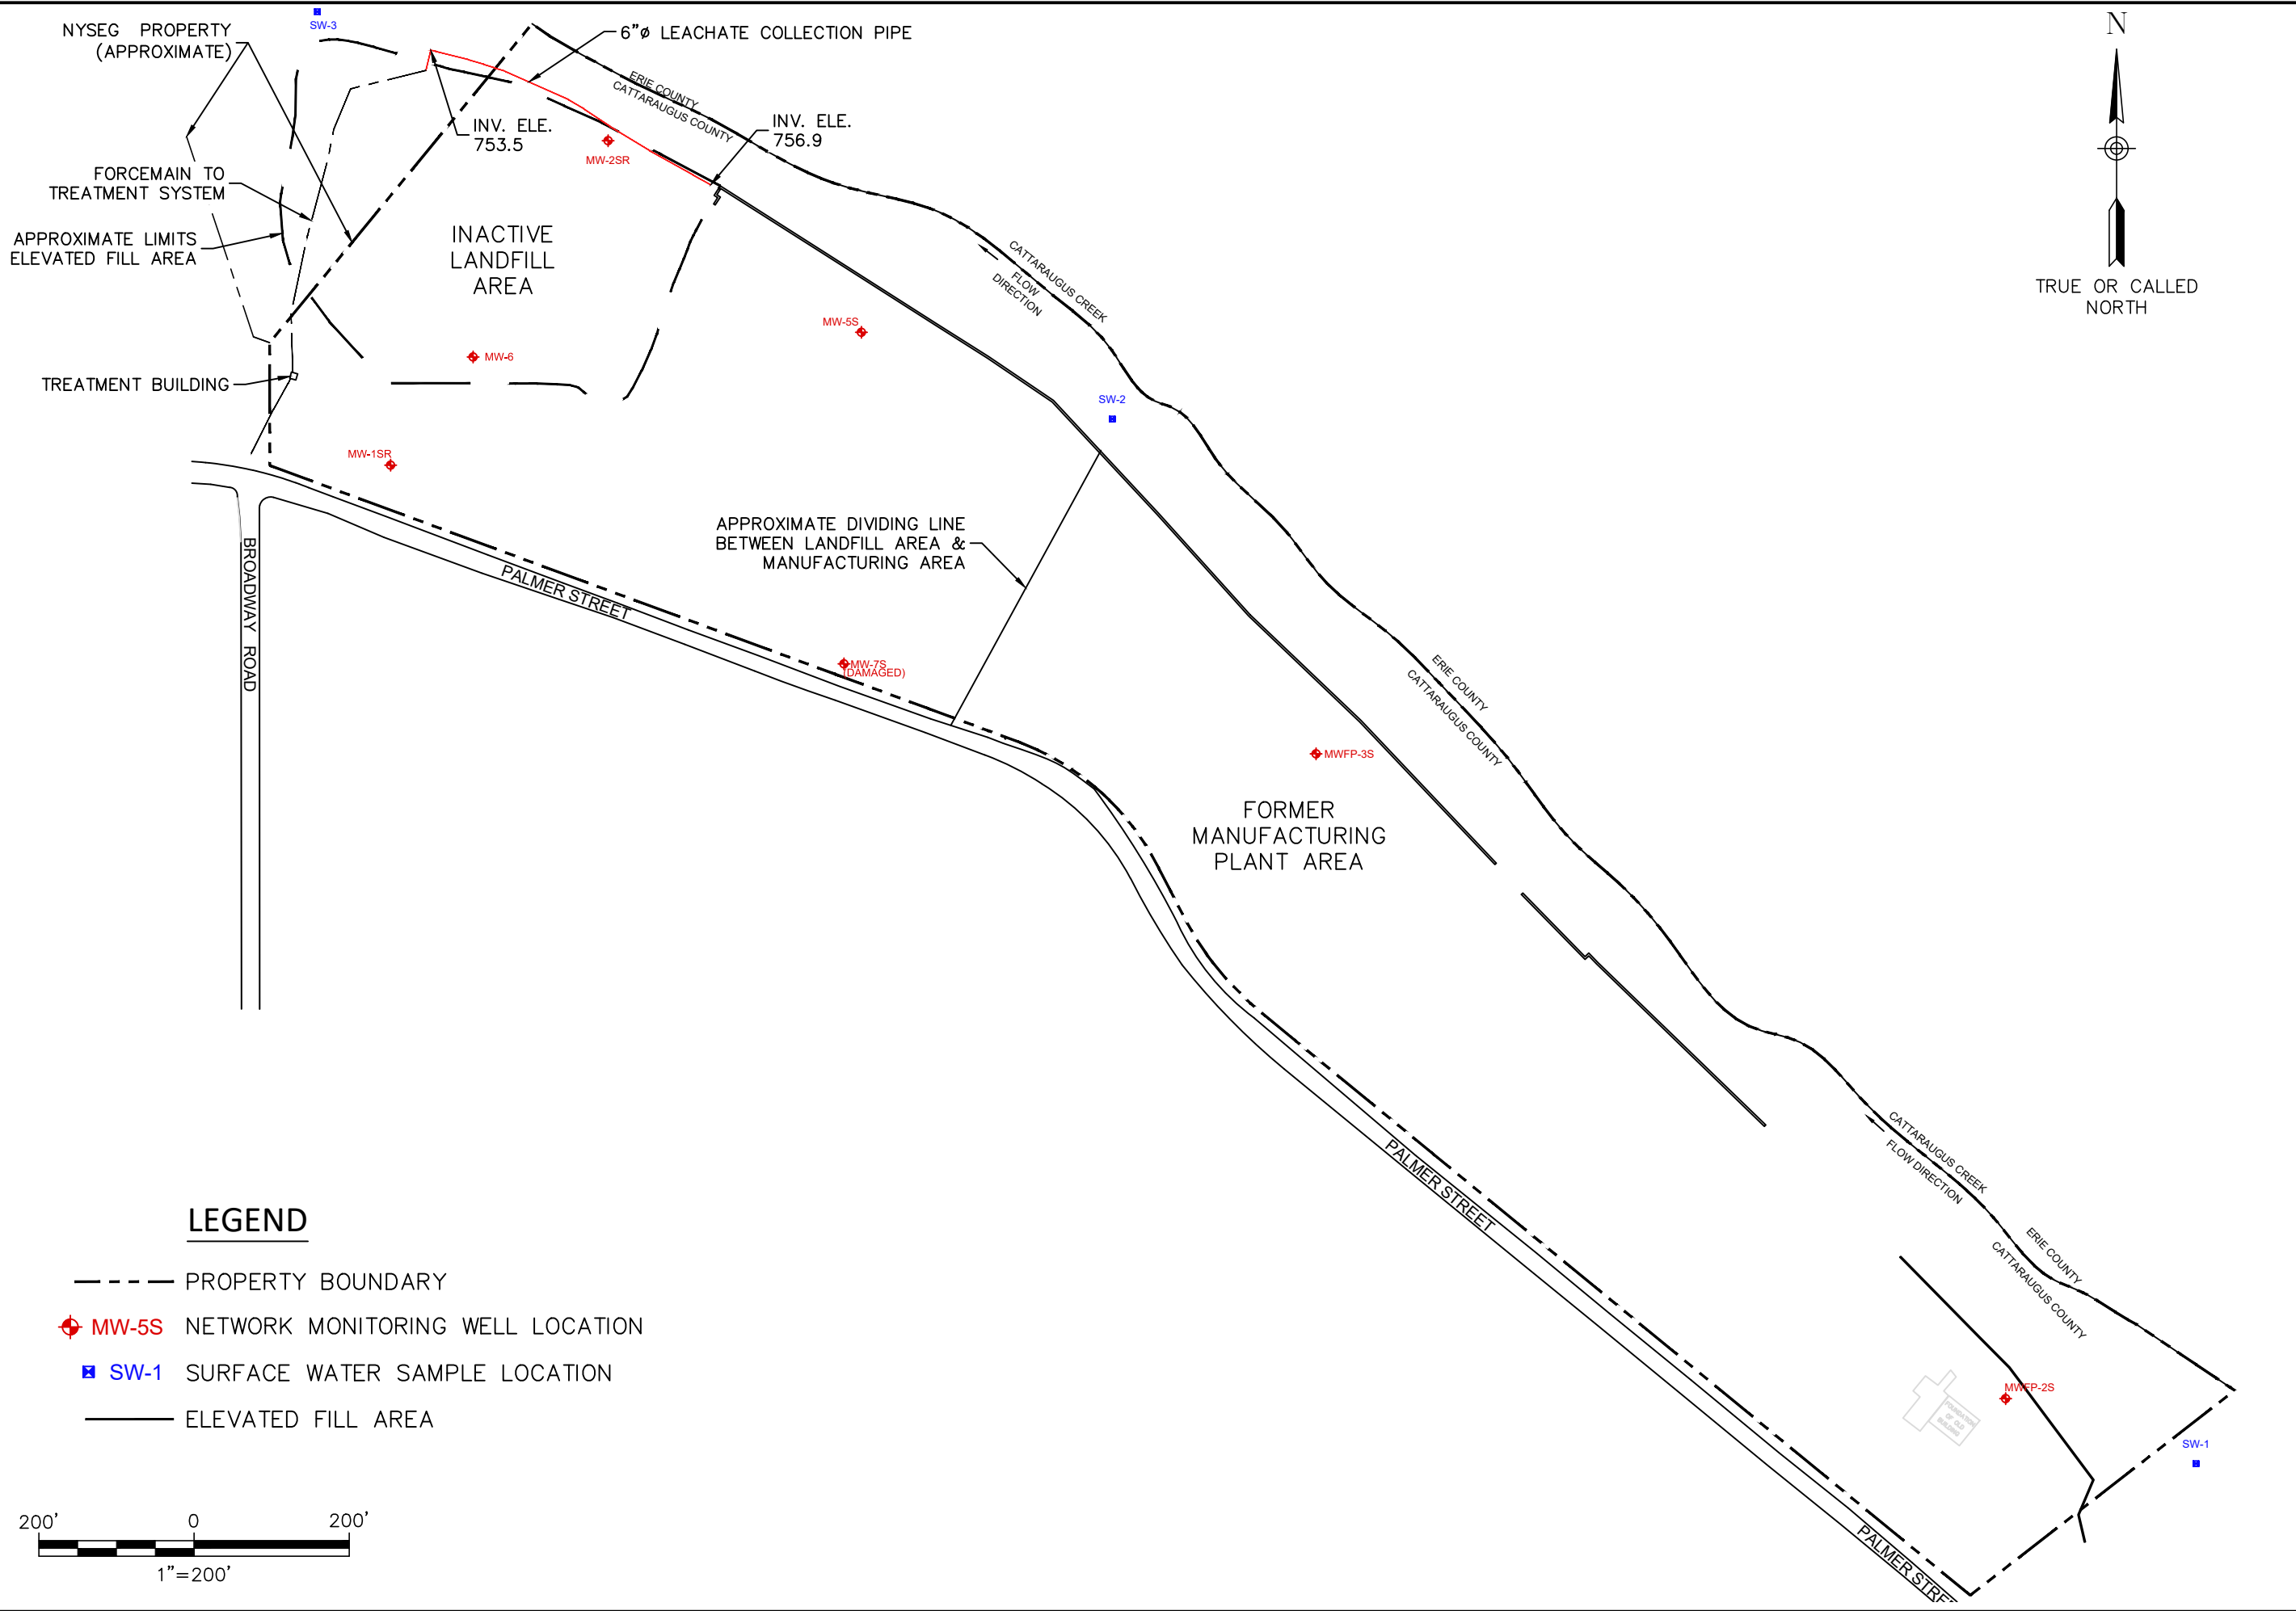 SW-3
NYSEG PROPERTY
(APPROXIMATE)
6"ø LEACHATE COLLECTION PIPE
N
ERIE COUNTY
CATTARAUGUS COUNTY
INV. ELE.
753.5
INV. ELE.
756.9
MW-2SR
FORCEMAIN TO
TREATMENT SYSTEM
APPROXIMATE LIMITS
ELEVATED FILL AREA
INACTIVE
LANDFILL
AREA
CATTARAUGUS CREEK
FLOW
DIRECTION
TRUE OR CALLED
NORTH
MW-5S
MW-6
TREATMENT BUILDING
SW-2
MW-1SR
APPROXIMATE DIVIDING LINE
BETWEEN LANDFILL AREA &
MANUFACTURING AREA
BROADWAY ROAD
PALMER STREET
MW-7S
(DAMAGED)
ERIE COUNTY
CATTARAUGUS COUNTY
MWFP-3S
FORMER
MANUFACTURING
PLANT AREA
CATTARAUGUS CREEK
FLOW DIRECTION
PALMER STREET
ERIE COUNTY
CATTARAUGUS COUNTY
MWFP-2S
FOUNDATION
OF OLD
BUILDING
SW-1
PALMER STREE
LEGEND
PROPERTY BOUNDARY
MW-5S NETWORK MONITORING WELL LOCATION
SW-1 SURFACE WATER SAMPLE LOCATION
ELEVATED FILL AREA
200' 0 200'
1"=200'